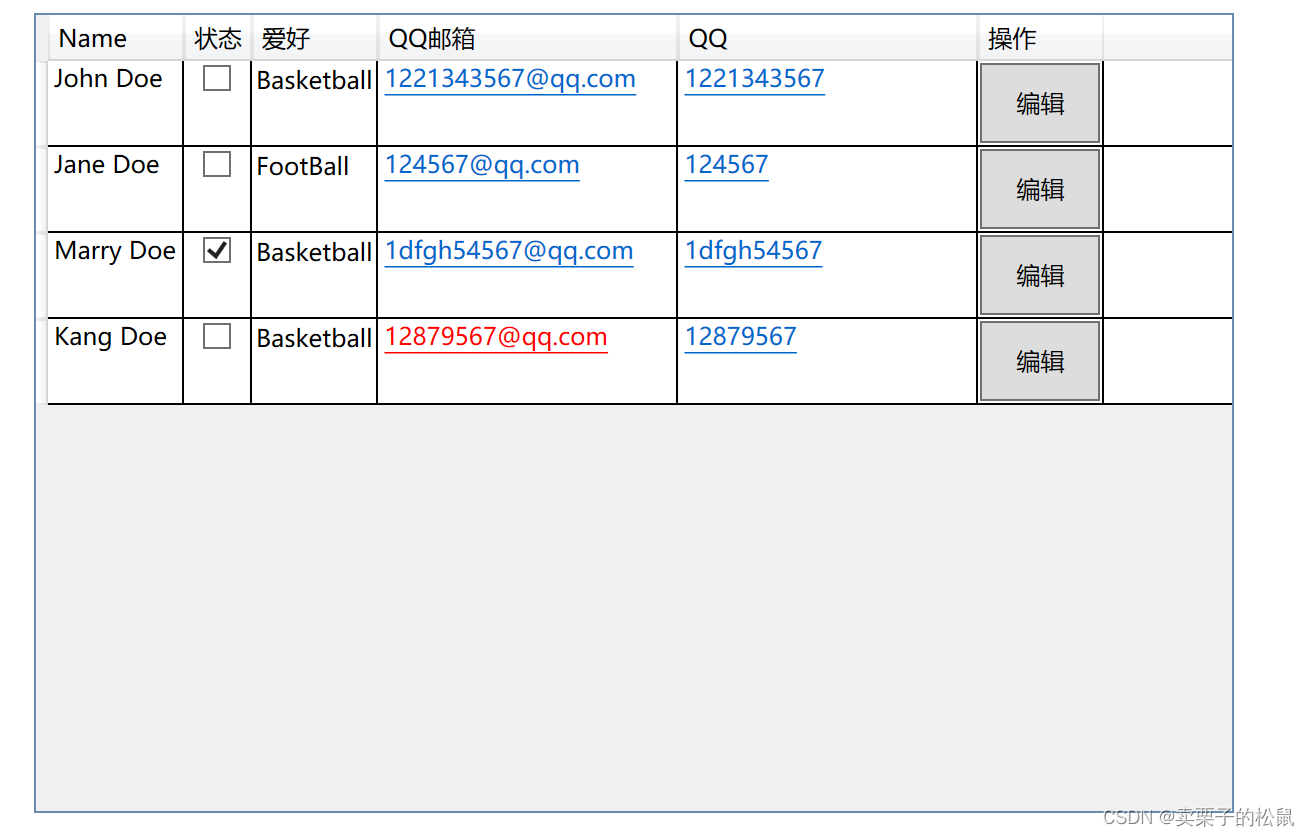 Name 状态 爱好 QQ邮箱 QQ 操作
John Doe Basketball 1221343567@qq.com 1221343567 编辑
Jane Doe FootBall 124567@qq.com 124567 编辑
Marry Doe Basketball 1dfgh54567@qq.com 1dfgh54567 编辑
Kang Doe Basketball 12879567@qq.com 12879567 编辑
CSDN @卖栗子的松鼠